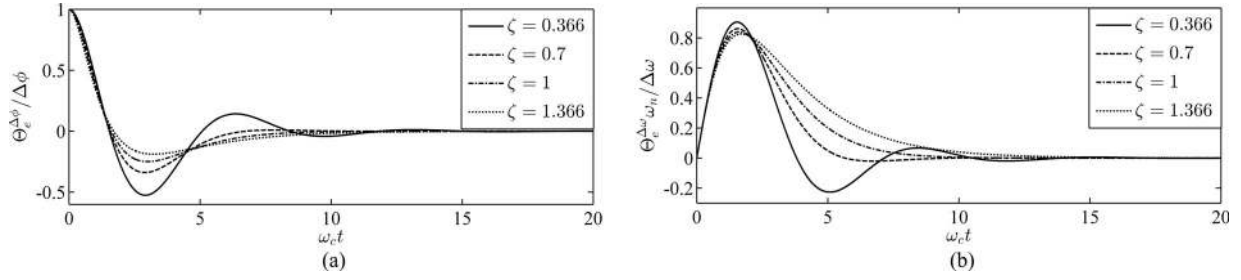 1
0.5
0
-0.5
Θ_e^{Δϕ}/Δϕ
0 5 10 15 20
ω_c t
(a)
ζ = 0.366
ζ = 0.7
ζ = 1
ζ = 1.366
0.8
0.6
0.4
0.2
0
-0.2
Θ_e^{Δω}ω_n/Δω
0 5 10 15 20
ω_c t
(b)
ζ = 0.366
ζ = 0.7
ζ = 1
ζ = 1.366